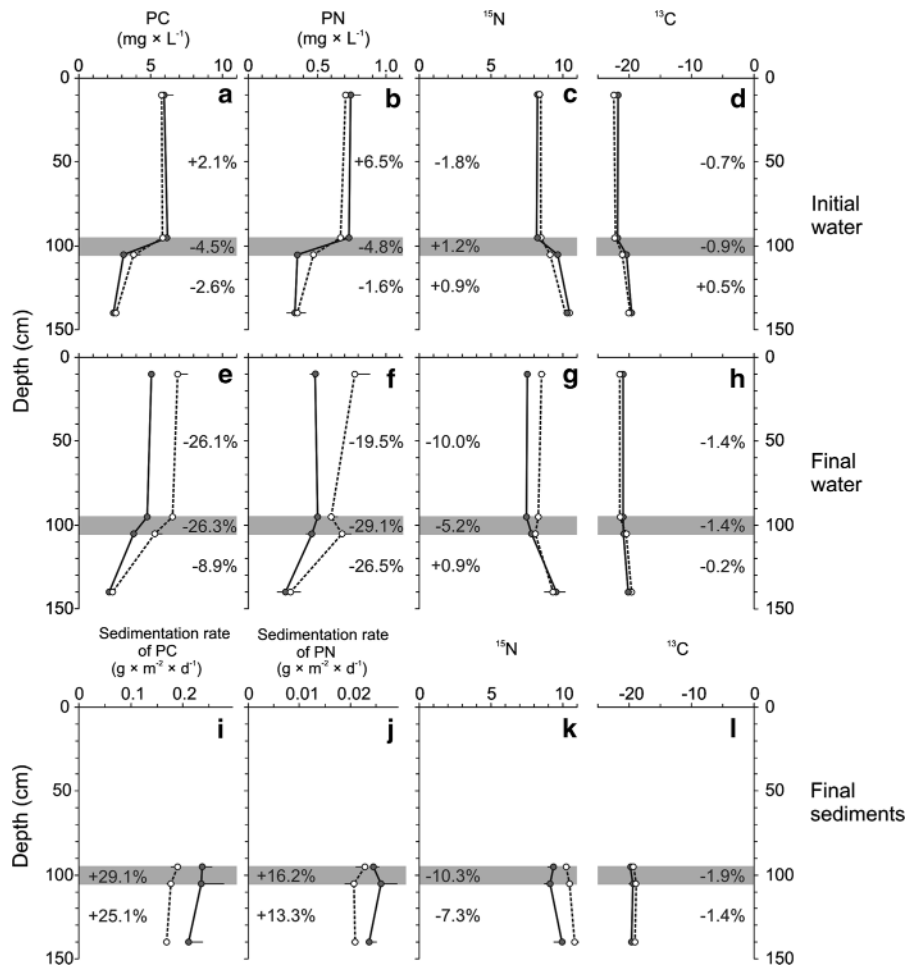 PC
(mg × L⁻¹)
0 5 10
PN
(mg × L⁻¹)
0 0.5 1.0
¹⁵N
0 5 10
¹³C
-20 -10 0
0
50
100
150
a
+2.1%
-4.5%
-2.6%
b
+6.5%
-4.8%
-1.6%
c
-1.8%
+1.2%
+0.9%
d
-0.7%
-0.9%
+0.5%
0
50
100
150
Initial
water
Depth (cm)
0
50
100
150
e
-26.1%
-26.3%
-8.9%
f
-19.5%
-29.1%
-26.5%
g
-10.0%
-5.2%
+0.9%
h
-1.4%
-1.4%
-0.2%
0
50
100
150
Final
water
Sedimentation rate
of PC
(g × m⁻² × d⁻¹)
0 0.1 0.2
Sedimentation rate
of PN
(g × m⁻² × d⁻¹)
0 0.01 0.02
¹⁵N
0 5 10
¹³C
-20 -10 0
Depth (cm)
0
50
100
150
i
+29.1%
+25.1%
j
+16.2%
+13.3%
k
-10.3%
-7.3%
l
-1.9%
-1.4%
0
50
100
150
Final
sediments